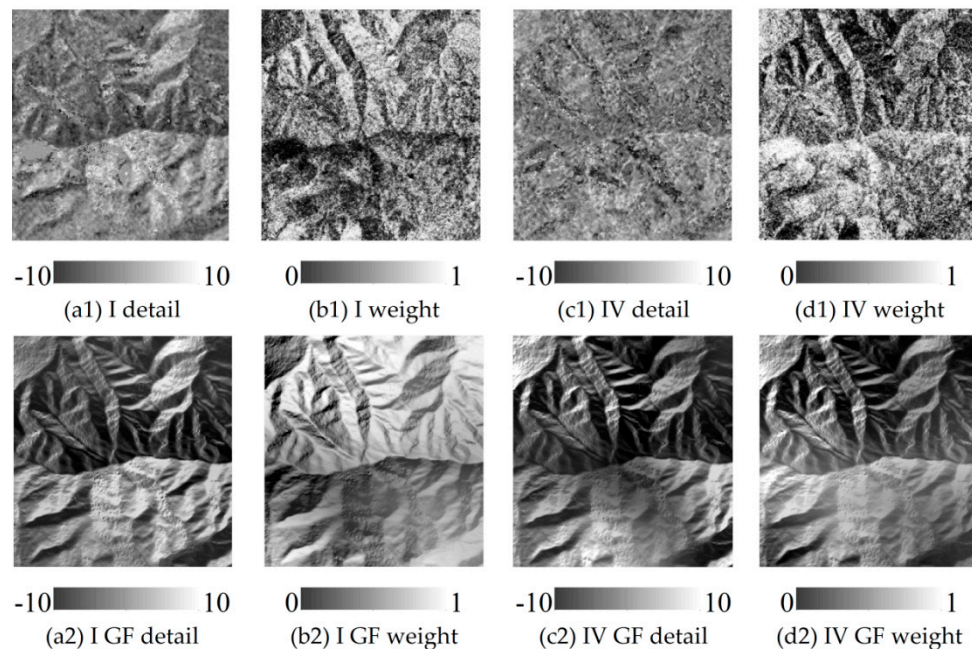 -10 10 0 1 -10 10 0 1
(a1) I detail (b1) I weight (c1) IV detail (d1) IV weight
-10 10 0 1 -10 10 0 1
(a2) I GF detail (b2) I GF weight (c2) IV GF detail (d2) IV GF weight